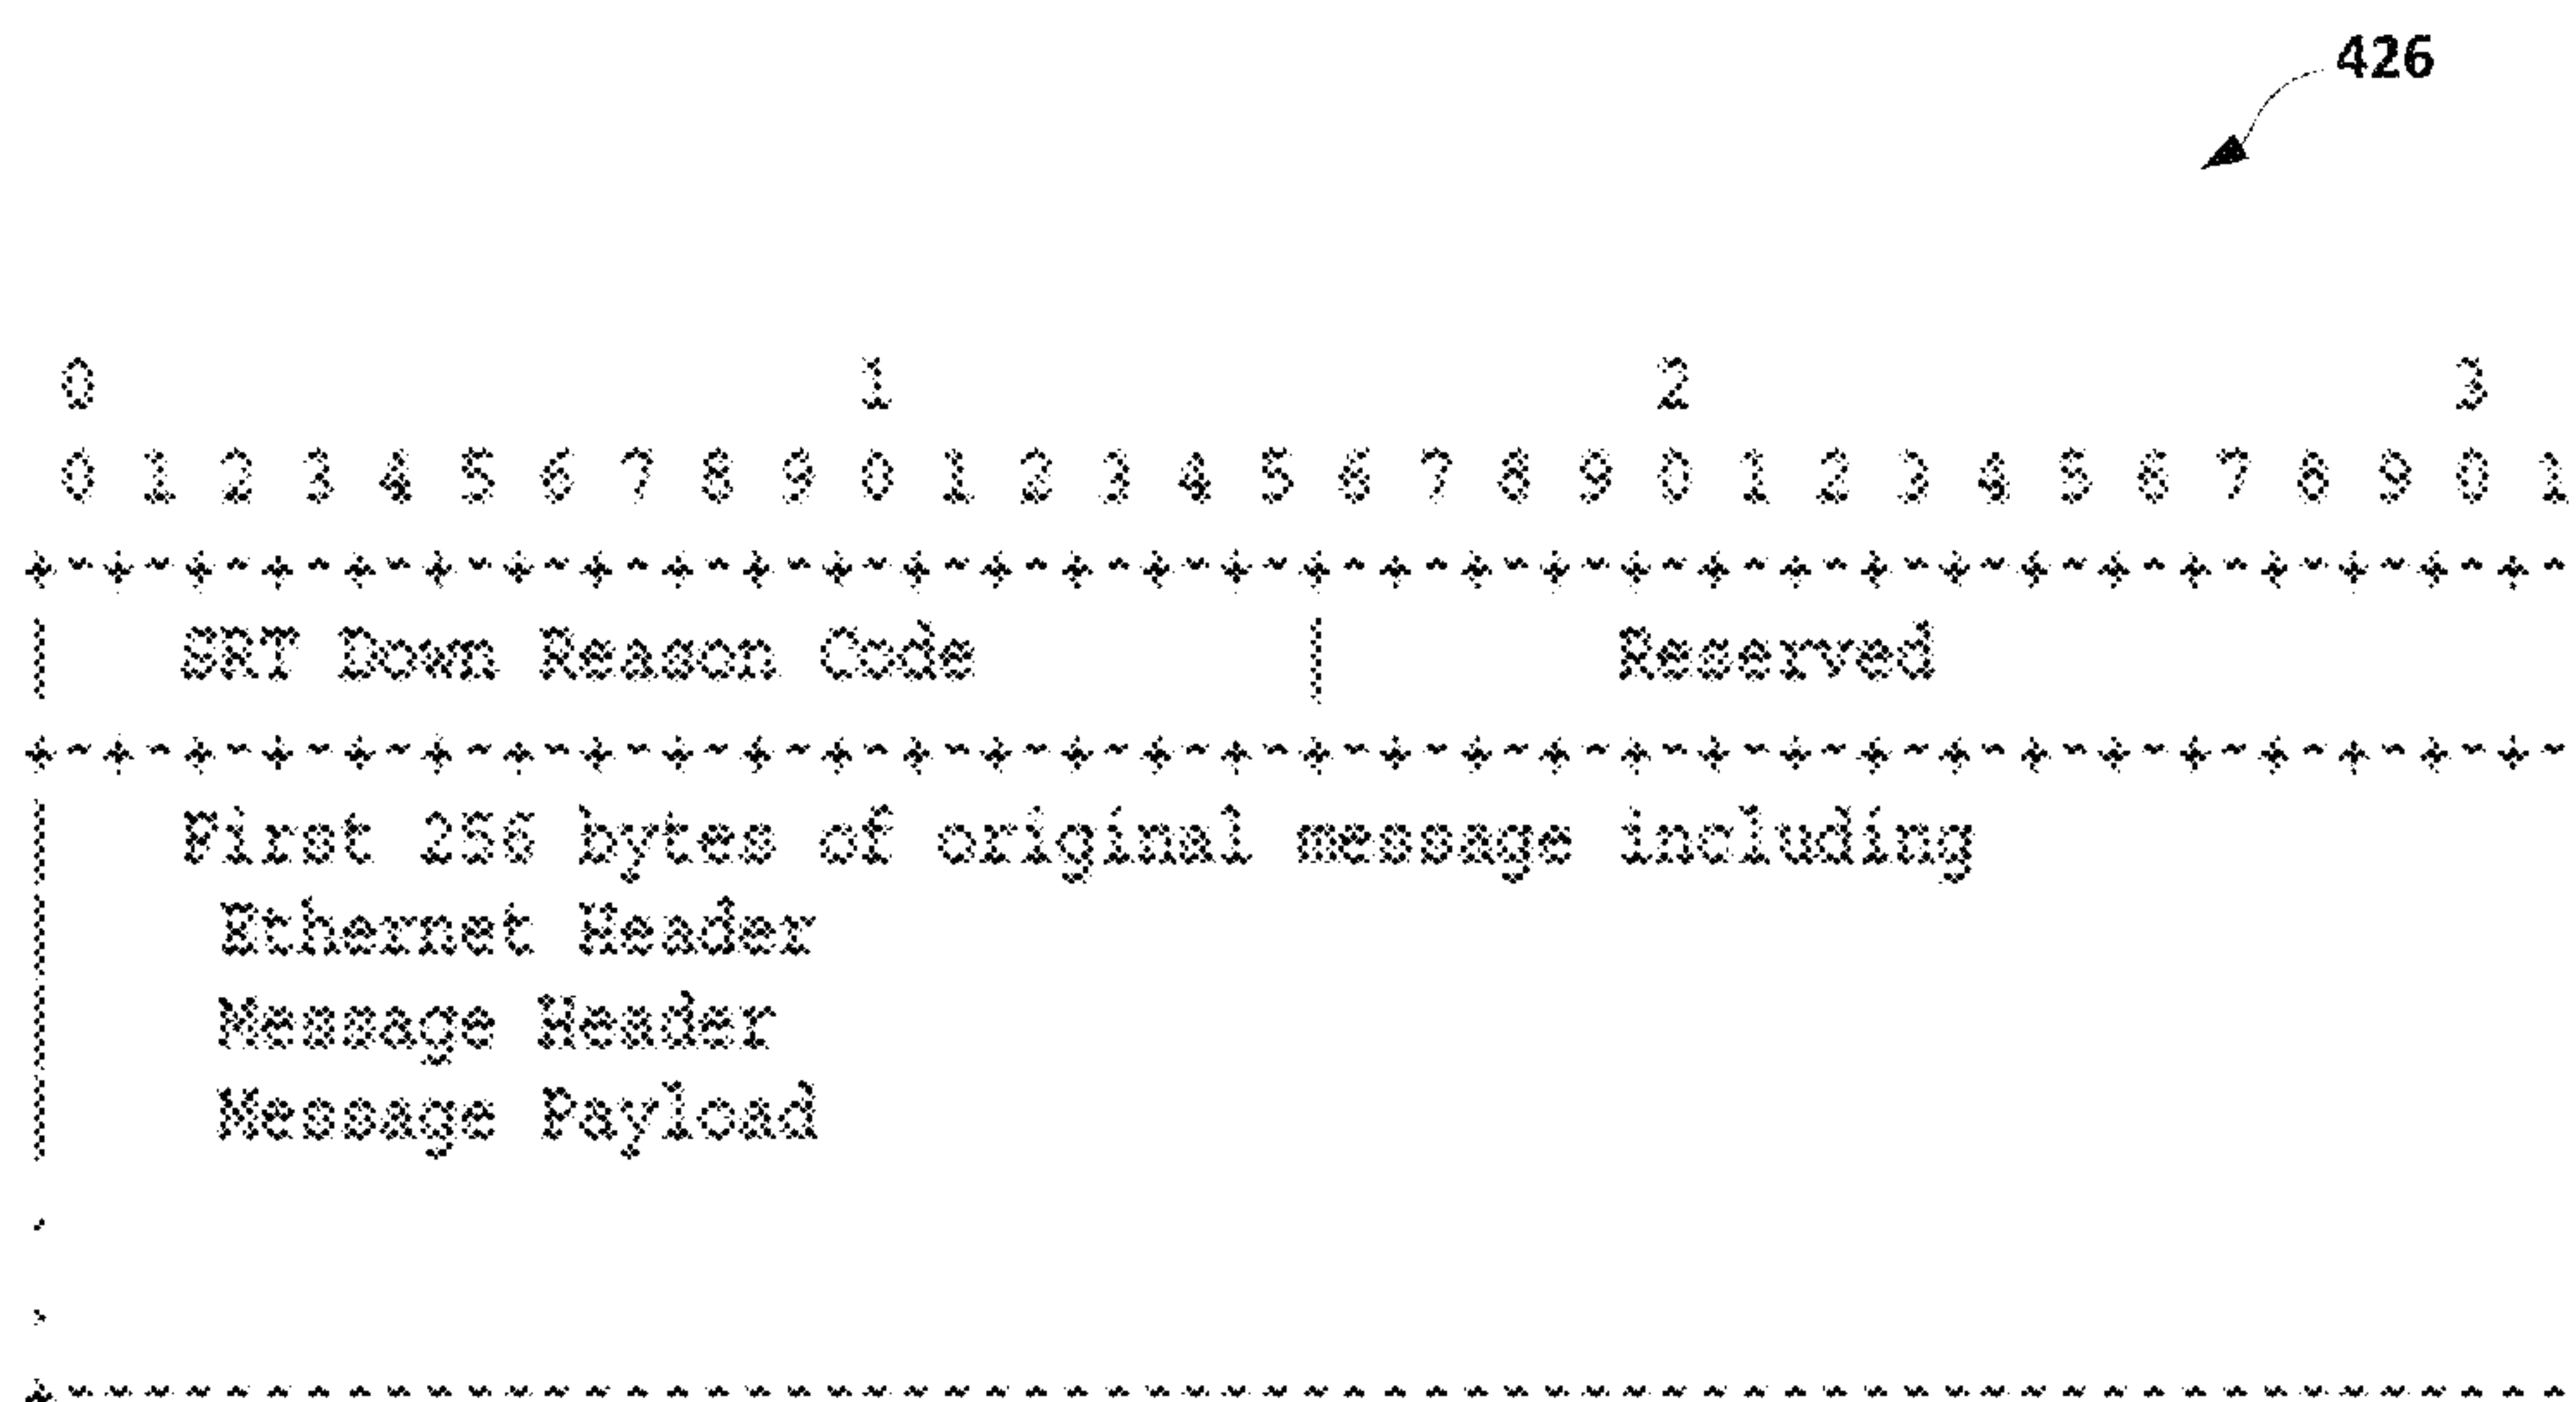 426
0 1 2 3
0 1 2 3 4 5 6 7 8 9 0 1 2 3 4 5 6 7 8 9 0 1 2 3 4 5 6 7 8 9 0 1
+-+-+-+-+-+-+-+-+-+-+-+-+-+-+-+-+-+-+-+-+-+-+-+-+-+-+-+-+-+-+-+-
| SRT Down Reason Code | Reserved
+-+-+-+-+-+-+-+-+-+-+-+-+-+-+-+-+-+-+-+-+-+-+-+-+-+-+-+-+-+-+-+-
| First 256 bytes of original message including
| Ethernet Header
| Message Header
| Message Payload
.
.
+---------------------------------------------------------------